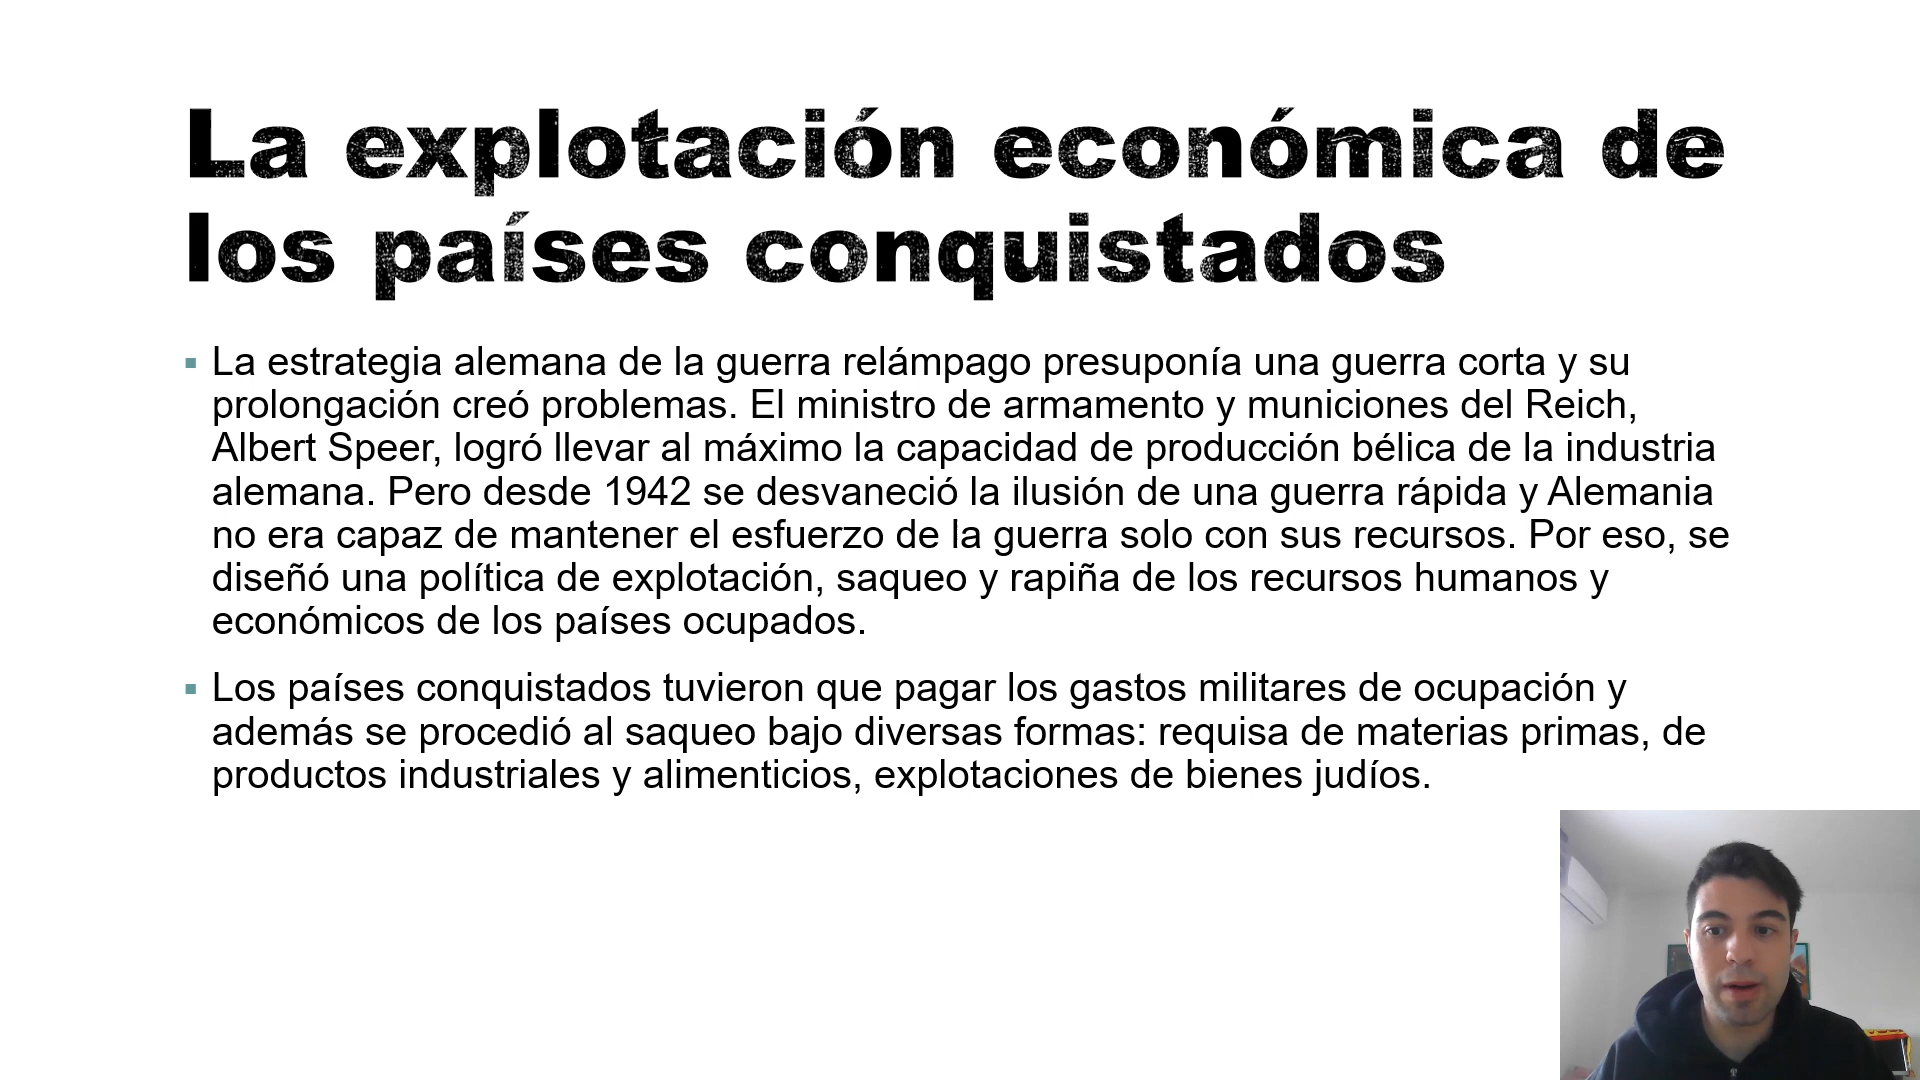 La explotación económica de
los países conquistados
▪ La estrategia alemana de la guerra relámpago presuponía una guerra corta y su
prolongación creó problemas. El ministro de armamento y municiones del Reich,
Albert Speer, logró llevar al máximo la capacidad de producción bélica de la industria
alemana. Pero desde 1942 se desvaneció la ilusión de una guerra rápida y Alemania
no era capaz de mantener el esfuerzo de la guerra solo con sus recursos. Por eso, se
diseñó una política de explotación, saqueo y rapiña de los recursos humanos y
económicos de los países ocupados.
▪ Los países conquistados tuvieron que pagar los gastos militares de ocupación y
además se procedió al saqueo bajo diversas formas: requisa de materias primas, de
productos industriales y alimenticios, explotaciones de bienes judíos.